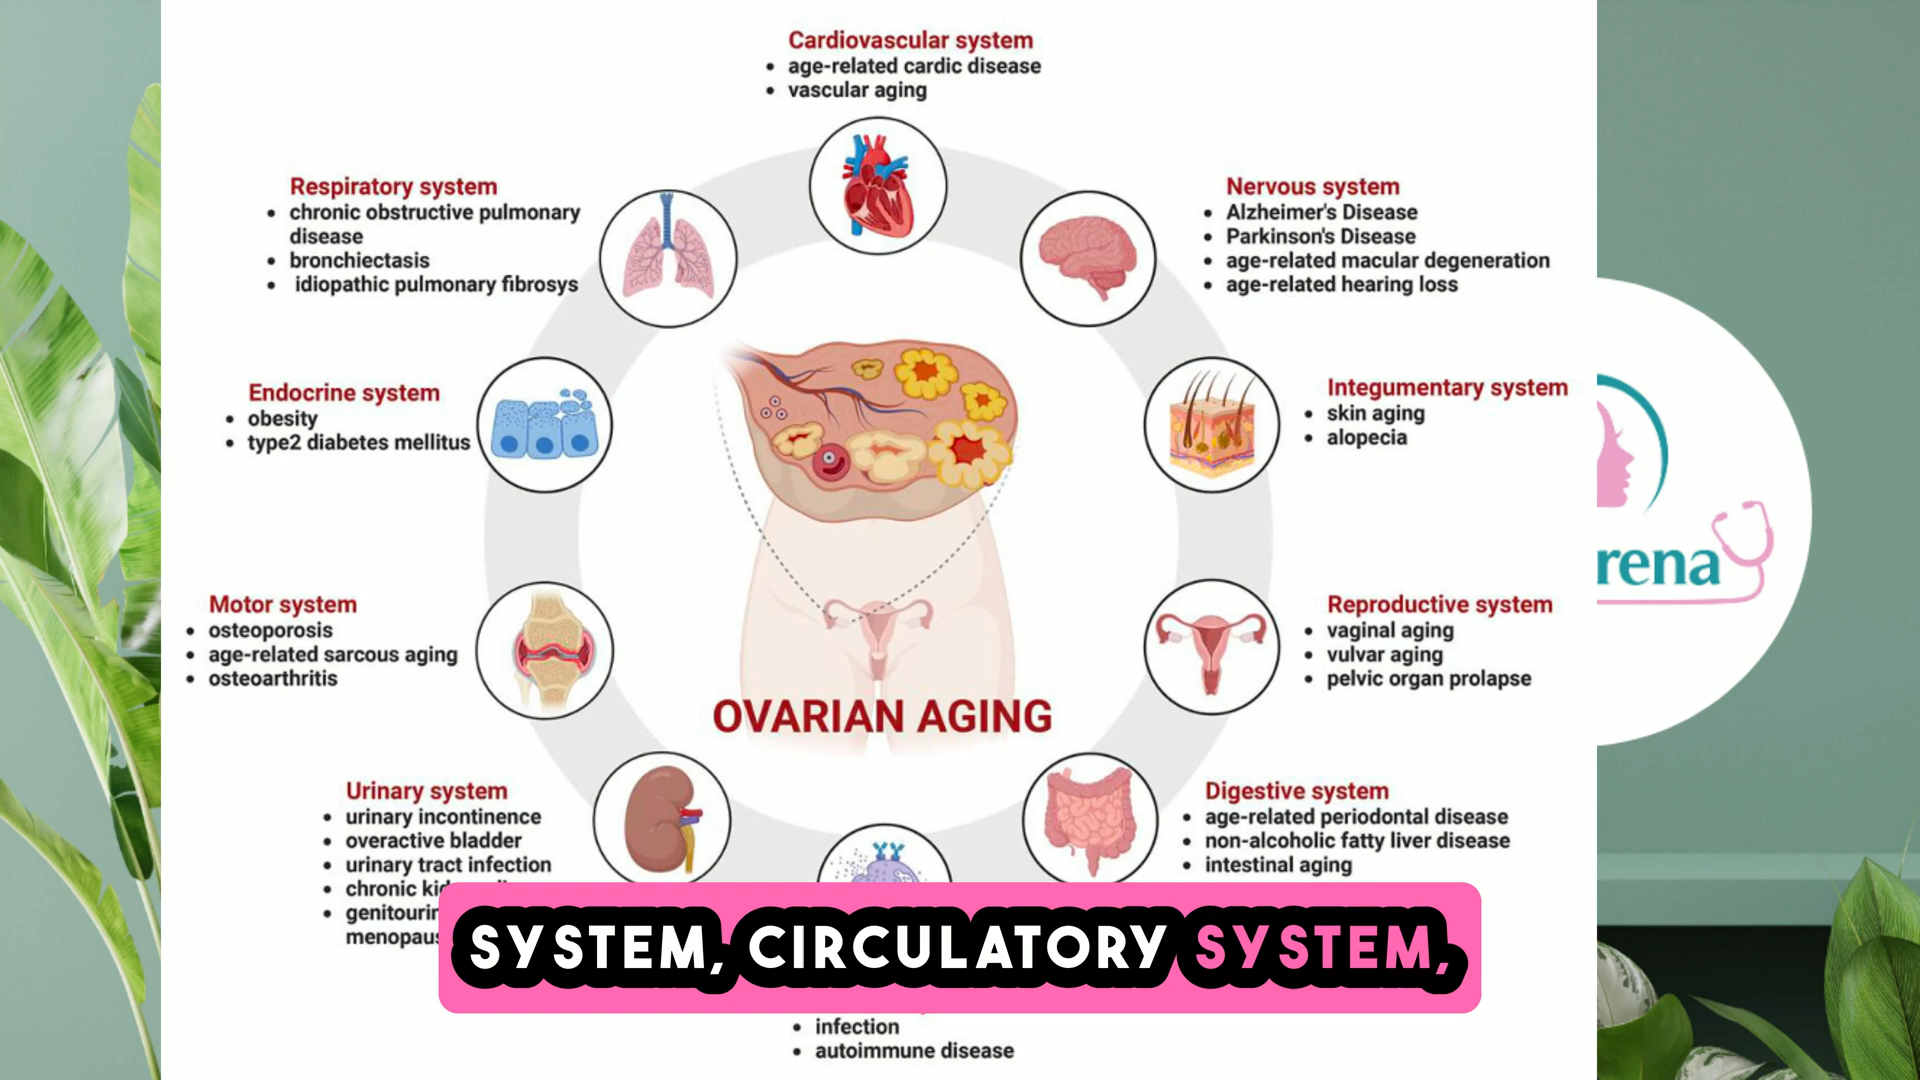 Cardiovascular system
• age-related cardic disease
• vascular aging
Respiratory system
• chronic obstructive pulmonary
disease
• bronchiectasis
• idiopathic pulmonary fibrosys
Nervous system
• Alzheimer's Disease
• Parkinson's Disease
• age-related macular degeneration
• age-related hearing loss
Endocrine system
• obesity
• type2 diabetes mellitus
Integumentary system
• skin aging
• alopecia
Motor system
• osteoporosis
• age-related sarcous aging
• osteoarthritis
Reproductive system
• vaginal aging
• vulvar aging
• pelvic organ prolapse
rena
OVARIAN AGING
Urinary system
• urinary incontinence
• overactive bladder
• urinary tract infection
• chronic
Digestive system
• age-related periodontal disease
• non-alcoholic fatty liver disease
• intestinal aging
SYSTEM, CIRCULATORY SYSTEM,
• infection
• autoimmune disease